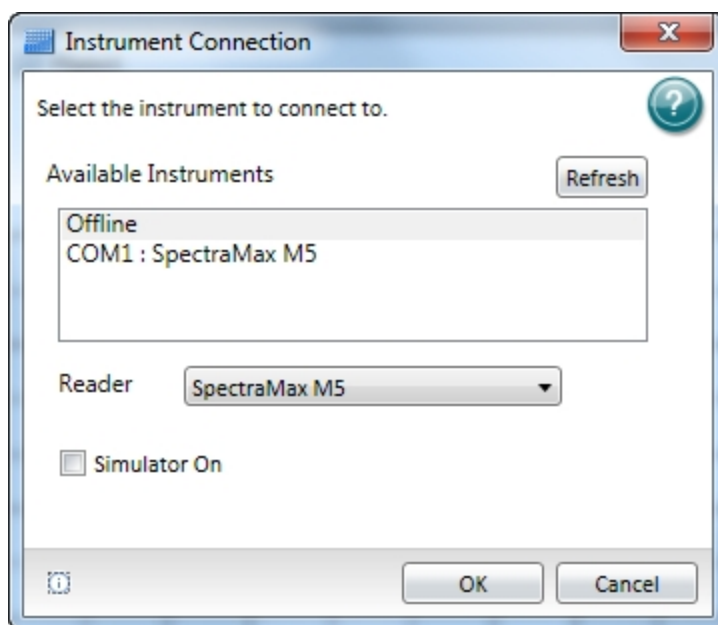 Instrument Connection
Select the instrument to connect to.
Available Instruments
Refresh
Offline
COM1 : SpectraMax M5
Reader
SpectraMax M5
Simulator On
OK
Cancel